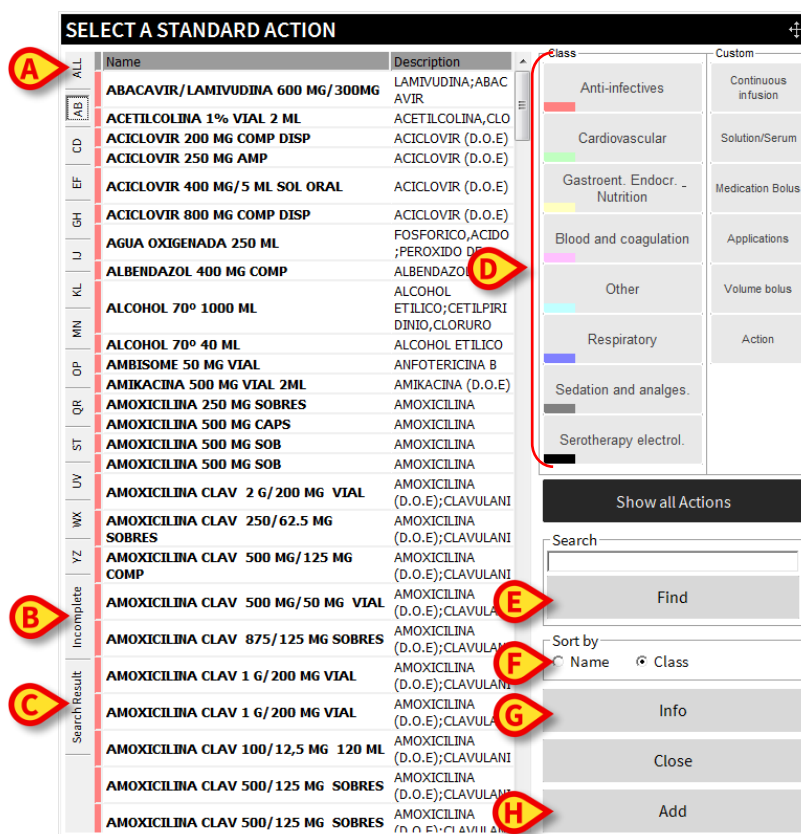 SELECT A STANDARD ACTION
A
B
C
ALL
AB
CD
EF
GH
IJ
KL
MN
OP
QR
ST
UV
WX
YZ
Incomplete
Search Result
Name Description
ABACAVIR/LAMIVUDINA 600 MG/300MG LAMIVUDINA;ABAC
AVIR
ACETILCOLINA 1% VIAL 2 ML ACETILCOLINA,CLO
ACICLOVIR 200 MG COMP DISP ACICLOVIR (D.O.E)
ACICLOVIR 250 MG AMP ACICLOVIR (D.O.E)
ACICLOVIR 400 MG/5 ML SOL ORAL ACICLOVIR (D.O.E)
ACICLOVIR 800 MG COMP DISP ACICLOVIR (D.O.E)
AGUA OXIGENADA 250 ML FOSFORICO,ACIDO
;PEROXIDO DE
ALBENDAZOL 400 MG COMP ALBENDAZOL
ALCOHOL 70º 1000 ML ALCOHOL
ETILICO;CETILPIRI
DINIO,CLORURO
ALCOHOL 70º 40 ML ALCOHOL ETILICO
AMBISOME 50 MG VIAL ANFOTERICINA B
AMIKACINA 500 MG VIAL 2ML AMIKACINA (D.O.E)
AMOXICILINA 250 MG SOBRES AMOXICILINA
AMOXICILINA 500 MG CAPS AMOXICILINA
AMOXICILINA 500 MG SOB AMOXICILINA
AMOXICILINA 500 MG SOB AMOXICILINA
AMOXICILINA CLAV 2 G/200 MG VIAL AMOXICILINA
(D.O.E);CLAVULANI
AMOXICILINA CLAV 250/62.5 MG
SOBRES AMOXICILINA
(D.O.E);CLAVULANI
AMOXICILINA CLAV 500 MG/125 MG
COMP AMOXICILINA
(D.O.E);CLAVULANI
AMOXICILINA CLAV 500 MG/50 MG VIAL AMOXICILINA
(D.O.E);CLAVULANI
AMOXICILINA CLAV 875/125 MG SOBRES AMOXICILINA
(D.O.E);CLAVULANI
AMOXICILINA CLAV 1 G/200 MG VIAL AMOXICILINA
(D.O.E);CLAVULANI
AMOXICILINA CLAV 1 G/200 MG VIAL AMOXICILINA
(D.O.E);CLAVULANI
AMOXICILINA CLAV 100/12,5 MG 120 ML AMOXICILINA
(D.O.E);CLAVULANI
AMOXICILINA CLAV 500/125 MG SOBRES AMOXICILINA
(D.O.E);CLAVULANI
AMOXICILINA CLAV 500/125 MG SOBRES AMOXICILINA
(D.O.E);CLAVULANI
D
Class
Anti-infectives
Cardiovascular
Gastroent. Endocr. _
Nutrition
Blood and coagulation
Other
Respiratory
Sedation and analges.
Serotherapy electrol.
Custom
Continuous
infusion
Solution/Serum
Medication Bolus
Applications
Volume bolus
Action
Show all Actions
Search
E
Find
Sort by
F
Name Class
G
Info
Close
H
Add